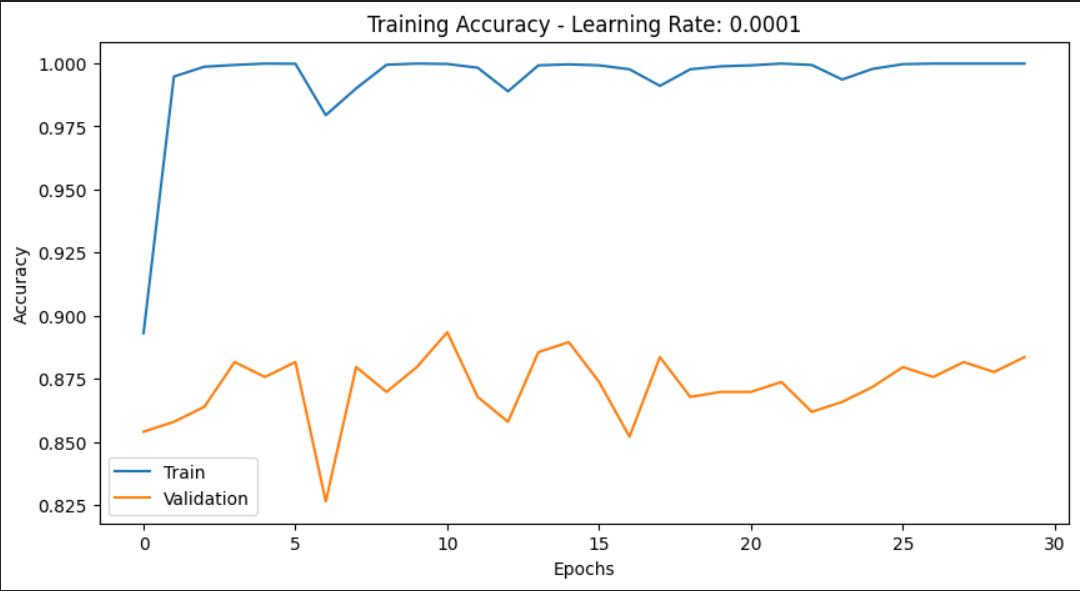 Training Accuracy - Learning Rate: 0.0001
1.000
0.975
0.950
0.925
0.900
0.875
0.850
0.825
Accuracy
Train
Validation
0 5 10 15 20 25 30
Epochs